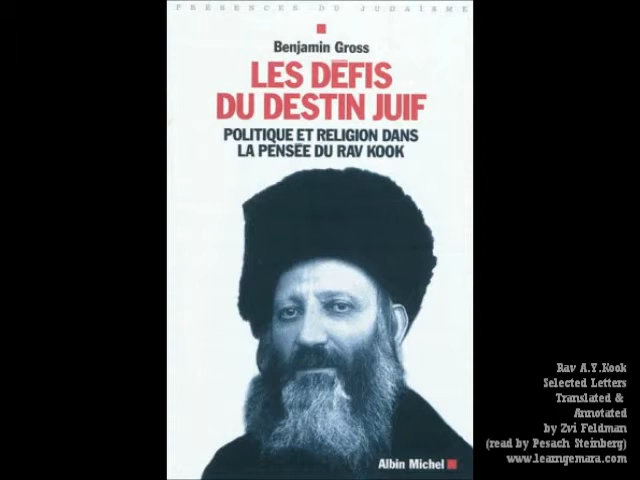 PRÉSENCES DU JUDAÏSME
Benjamin Gross
LES DÉFIS
DU DESTIN JUIF
POLITIQUE ET RELIGION DANS
LA PENSÉE DU RAV KOOK
Albin Michel
Rav A.Y.Kook
Selected Letters
Translated &
Annotated
by Zvi Feldman
(read by Pesach Steinberg)
www.learngemara.com